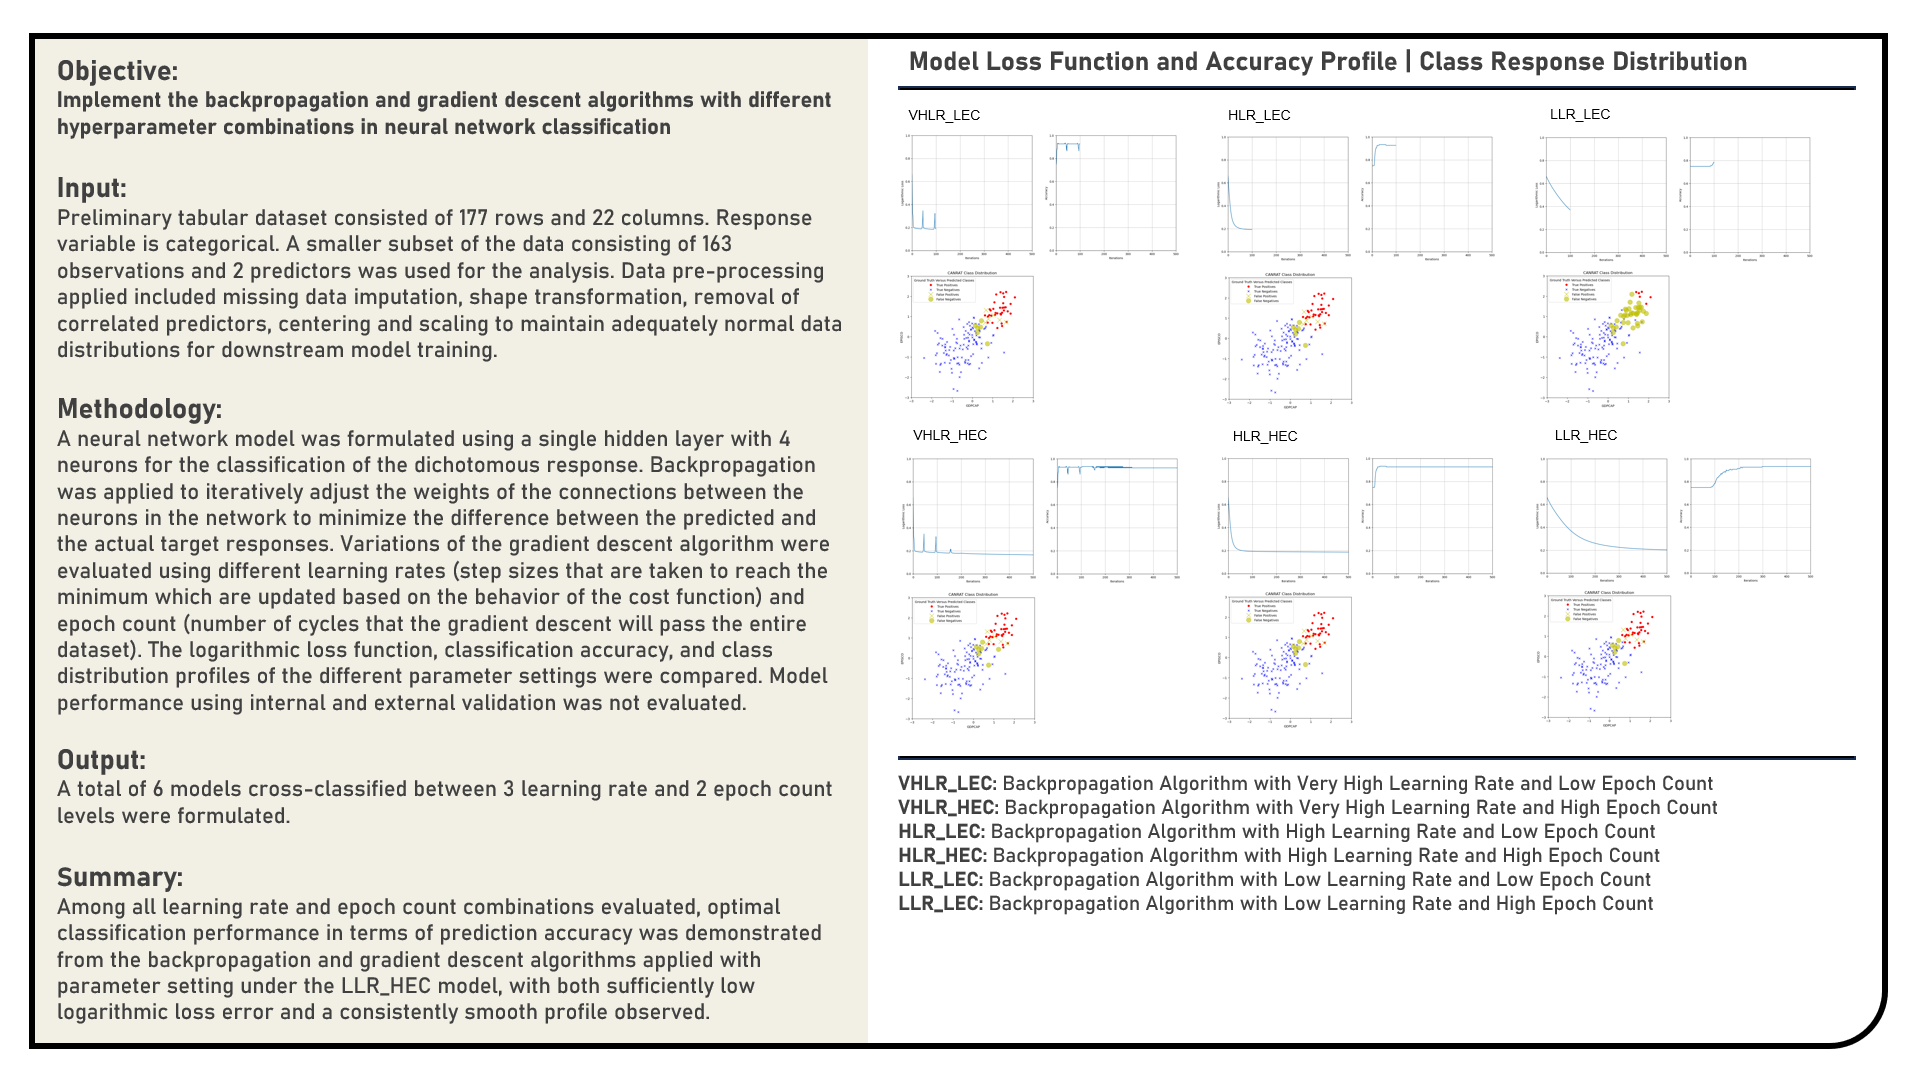 Objective:
Implement the backpropagation and gradient descent algorithms with different
hyperparameter combinations in neural network classification
Input:
Preliminary tabular dataset consisted of 177 rows and 22 columns. Response
variable is categorical. A smaller subset of the data consisting of 163
observations and 2 predictors was used for the analysis. Data pre-processing
applied included missing data imputation, shape transformation, removal of
correlated predictors, centering and scaling to maintain adequately normal data
distributions for downstream model training.
Methodology:
A neural network model was formulated using a single hidden layer with 4
neurons for the classification of the dichotomous response. Backpropagation
was applied to iteratively adjust the weights of the connections between the
neurons in the network to minimize the difference between the predicted and
the actual target responses. Variations of the gradient descent algorithm were
evaluated using different learning rates (step sizes that are taken to reach the
minimum which are updated based on the behavior of the cost function) and
epoch count (number of cycles that the gradient descent will pass the entire
dataset). The logarithmic loss function, classification accuracy, and class
distribution profiles of the different parameter settings were compared. Model
performance using internal and external validation was not evaluated.
Output:
A total of 6 models cross-classified between 3 learning rate and 2 epoch count
levels were formulated.
Summary:
Among all learning rate and epoch count combinations evaluated, optimal
classification performance in terms of prediction accuracy was demonstrated
from the backpropagation and gradient descent algorithms applied with
parameter setting under the LLR_HEC model, with both sufficiently low
logarithmic loss error and a consistently smooth profile observed.
Model Loss Function and Accuracy Profile | Class Response Distribution
VHLR_LEC
HLR_LEC
LLR_LEC
CANRAT Class Distribution
CANRAT Class Distribution
CANRAT Class Distribution
VHLR_HEC
HLR_HEC
LLR_HEC
CANRAT Class Distribution
CANRAT Class Distribution
CANRAT Class Distribution
VHLR_LEC: Backpropagation Algorithm with Very High Learning Rate and Low Epoch Count
VHLR_HEC: Backpropagation Algorithm with Very High Learning Rate and High Epoch Count
HLR_LEC: Backpropagation Algorithm with High Learning Rate and Low Epoch Count
HLR_HEC: Backpropagation Algorithm with High Learning Rate and High Epoch Count
LLR_LEC: Backpropagation Algorithm with Low Learning Rate and Low Epoch Count
LLR_LEC: Backpropagation Algorithm with Low Learning Rate and High Epoch Count